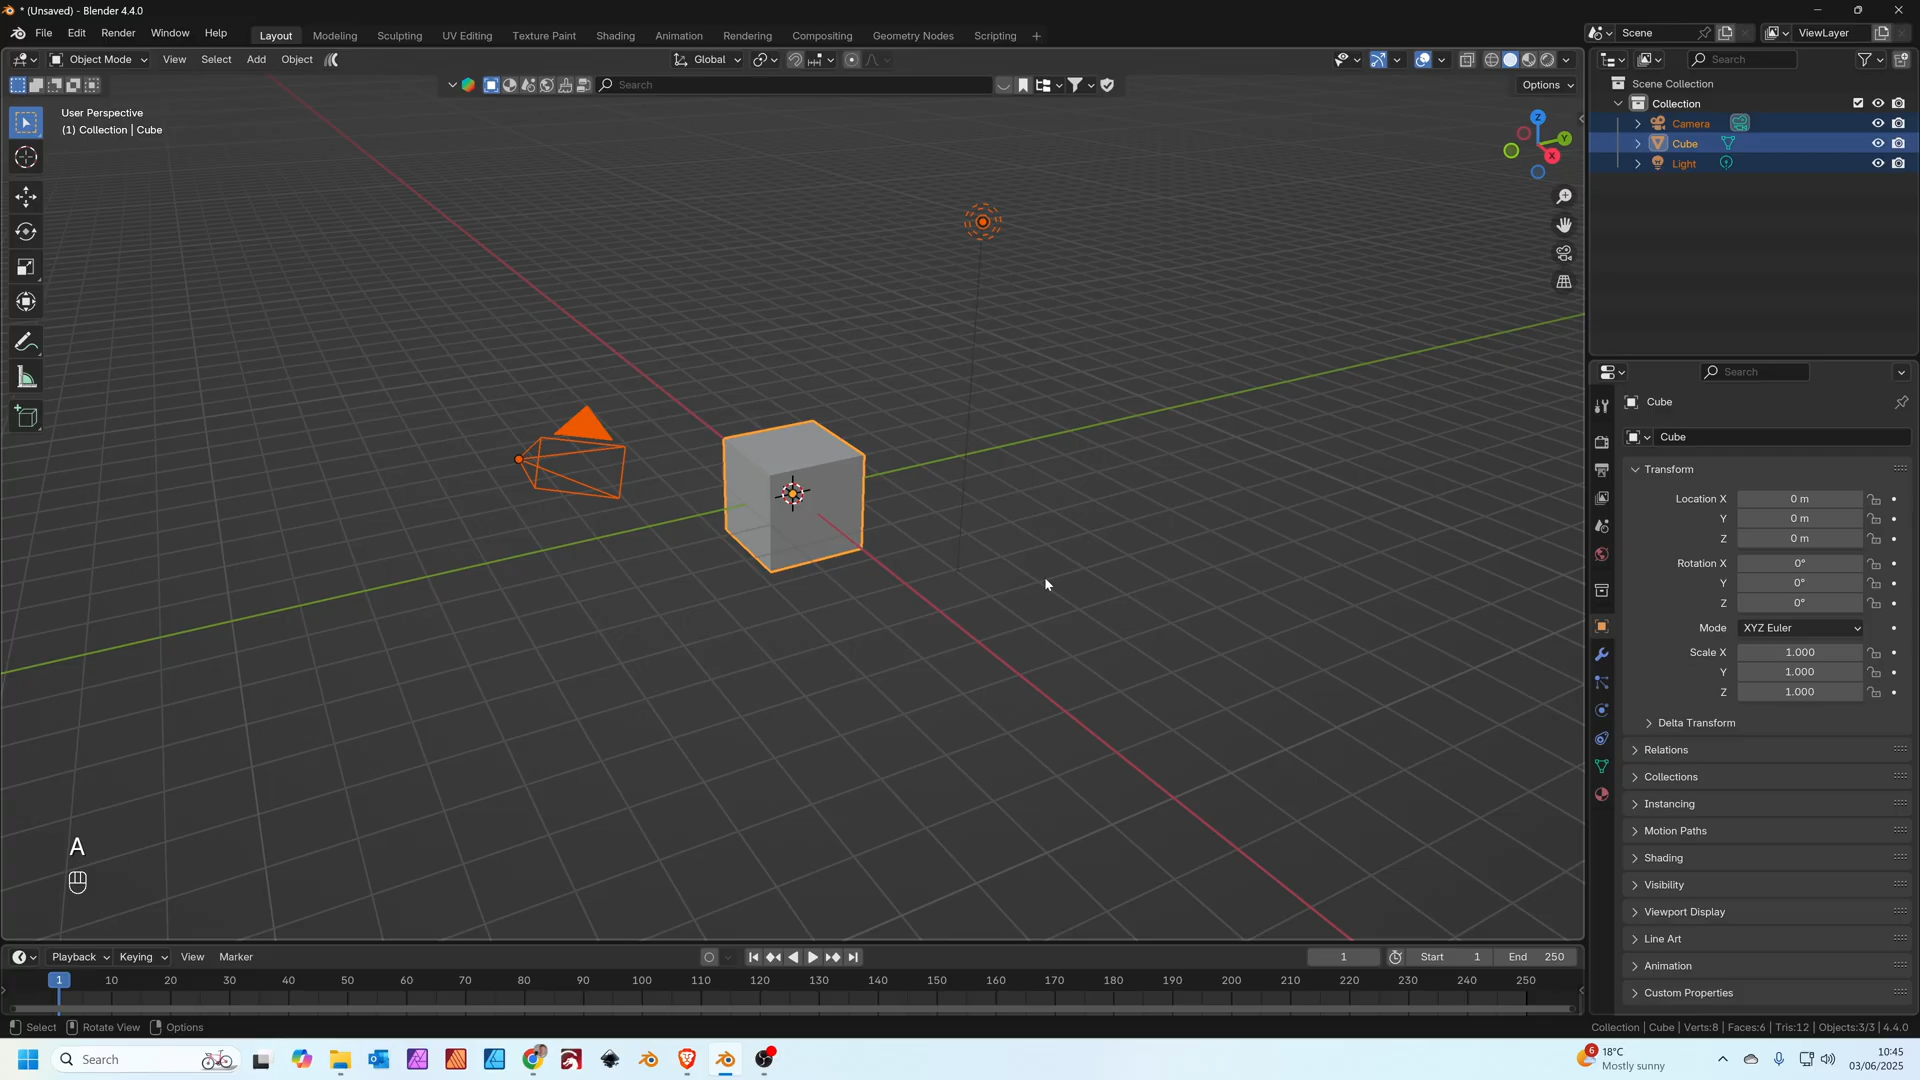 * (Unsaved) - Blender 4.4.0
File Edit Render Window Help Layout Modeling Sculpting UV Editing Texture Paint Shading Animation Rendering Compositing Geometry Nodes Scripting + Scene ViewLayer
Object Mode View Select Add Object Global Search
Search Options
User Perspective
(1) Collection | Cube
Z
Y
X
Scene Collection
Collection
Camera
Cube
Light
Search
Cube
Cube
Transform
Location X 0 m
Y 0 m
Z 0 m
Rotation X 0°
Y 0°
Z 0°
Mode XYZ Euler
Scale X 1.000
Y 1.000
Z 1.000
Delta Transform
Relations
Collections
Instancing
Motion Paths
Shading
Visibility
Viewport Display
Line Art
Animation
Custom Properties
A
Playback Keying View Marker 1 Start 1 End 250
1 10 20 30 40 50 60 70 80 90 100 110 120 130 140 150 160 170 180 190 200 210 220 230 240 250
Select Rotate View Options Collection | Cube | Verts:8 | Faces:6 | Tris:12 | Objects:3/3 | 4.4.0
Search 6 18°C
Mostly sunny
10:45
03/06/2025